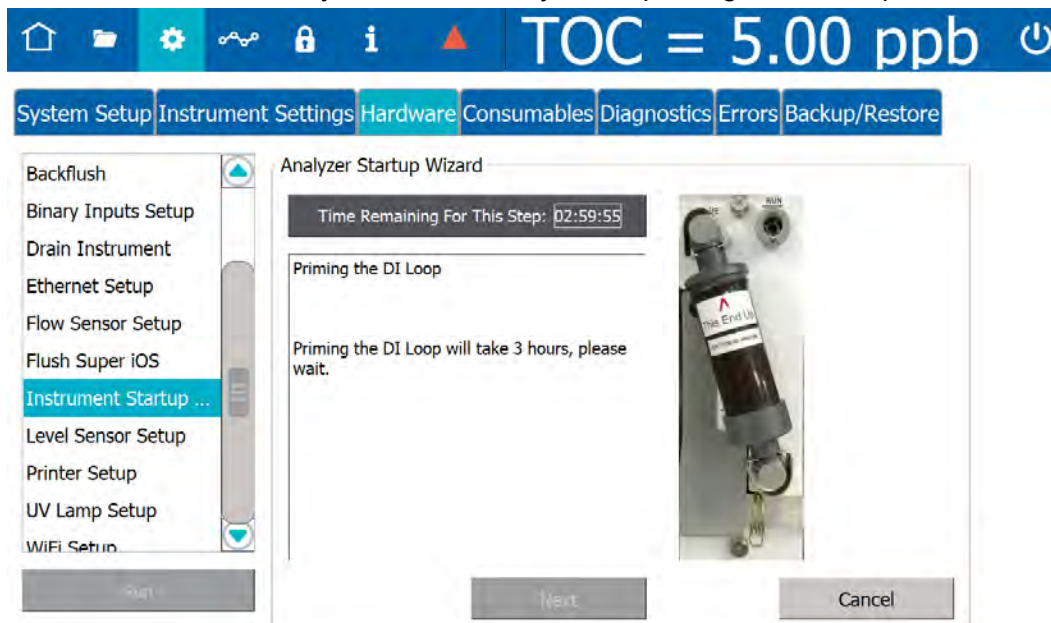 TOC = 5.00 ppb
System Setup Instrument Settings Hardware Consumables Diagnostics Errors Backup/Restore
Backflush
Binary Inputs Setup
Drain Instrument
Ethernet Setup
Flow Sensor Setup
Flush Super iOS
Instrument Startup ...
Level Sensor Setup
Printer Setup
UV Lamp Setup
WiFi Setup
Run
Analyzer Startup Wizard
Time Remaining For This Step: 02:59:55
Priming the DI Loop
Priming the DI Loop will take 3 hours, please
wait.
RUN
This End Up
Next
Cancel